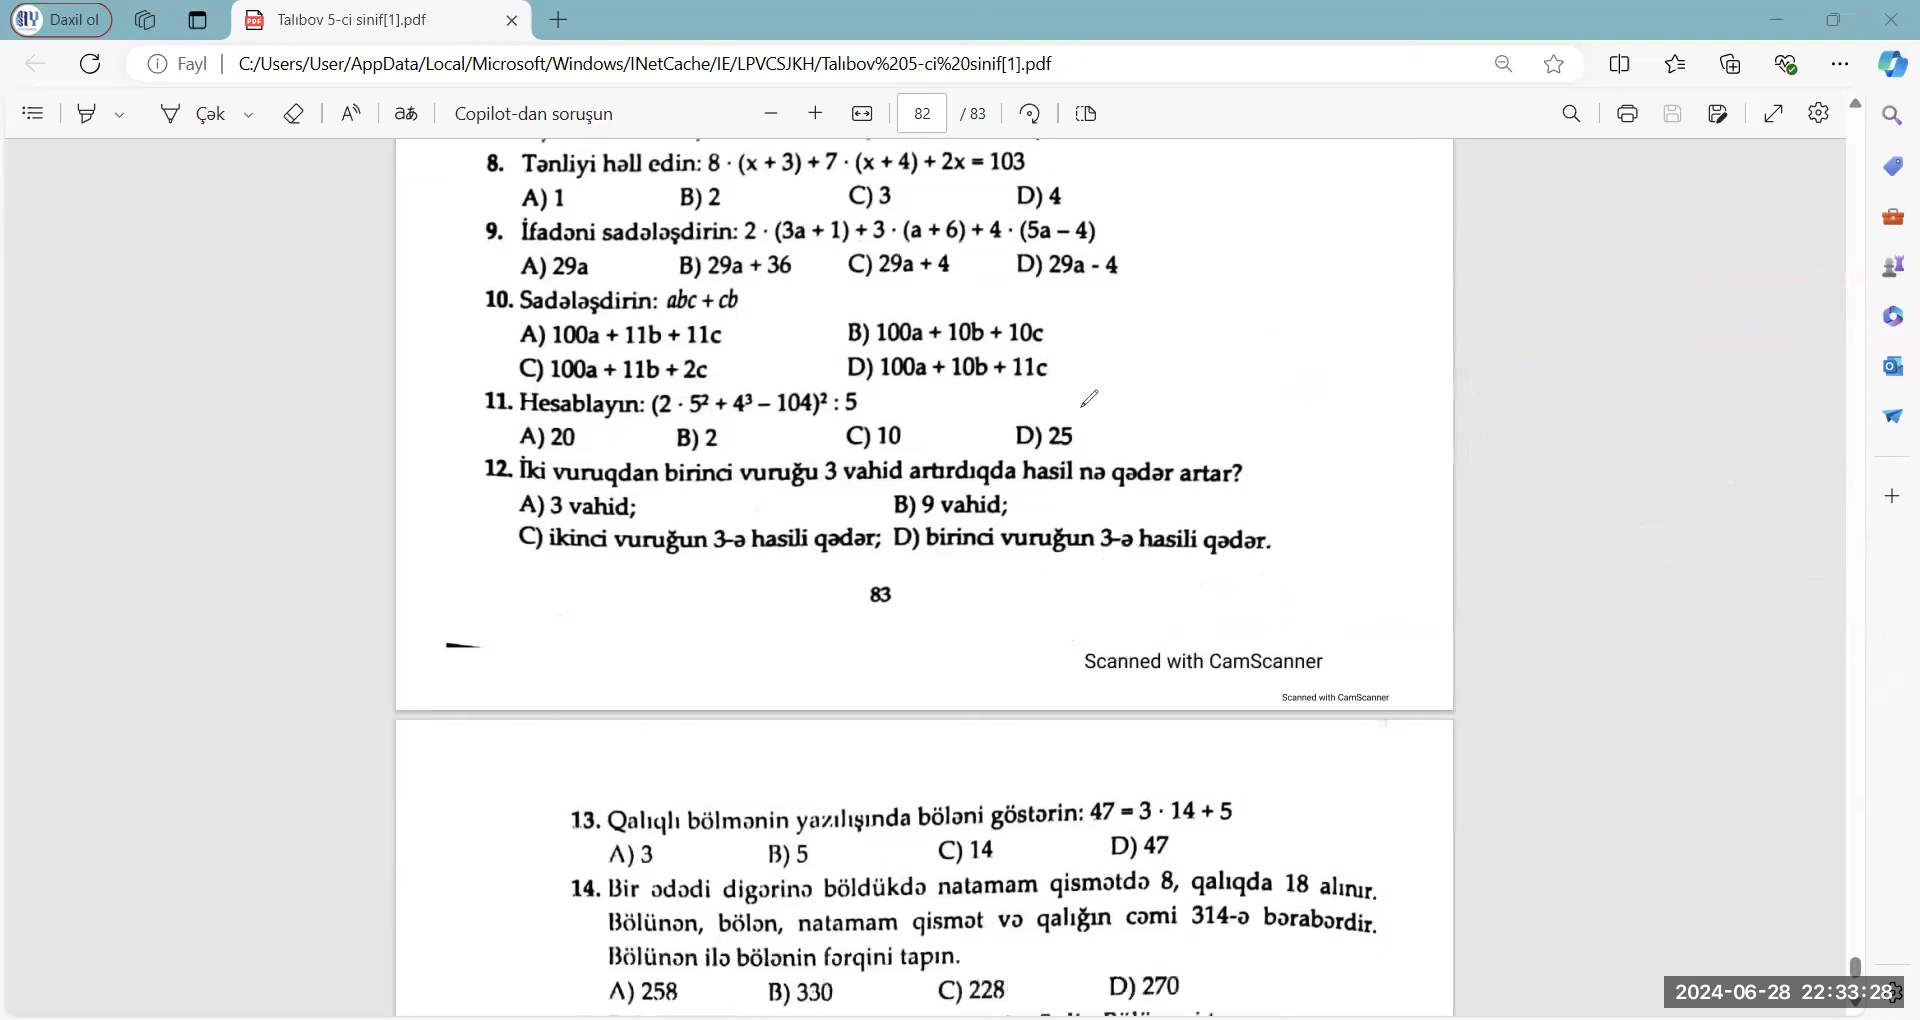 Daxil ol
Talıbov 5-ci sinif[1].pdf
Fayl
C:/Users/User/AppData/Local/Microsoft/Windows/INetCache/IE/LPVCSJKH/Talıbov%205-ci%20sinif[1].pdf
Çək
Copilot-dan soruşun
82 / 83
8. Tənliyi həll edin: 8 · (x + 3) + 7 · (x + 4) + 2x = 103
A) 1 B) 2 C) 3 D) 4
9. İfadəni sadələşdirin: 2 · (3a + 1) + 3 · (a + 6) + 4 · (5a – 4)
A) 29a B) 29a + 36 C) 29a + 4 D) 29a - 4
10. Sadələşdirin: abc + cb
A) 100a + 11b + 11c B) 100a + 10b + 10c
C) 100a + 11b + 2c D) 100a + 10b + 11c
11. Hesablayın: (2 · 5² + 4³ – 104)² : 5
A) 20 B) 2 C) 10 D) 25
12. İki vuruqdan birinci vuruğu 3 vahid artırdıqda hasil nə qədər artar?
A) 3 vahid; B) 9 vahid;
C) ikinci vuruğun 3-ə hasili qədər; D) birinci vuruğun 3-ə hasili qədər.
83
Scanned with CamScanner
Scanned with CamScanner
13. Qalıqlı bölmənin yazılışında böləni göstərin: 47 = 3 · 14 + 5
A) 3 B) 5 C) 14 D) 47
14. Bir ədədi digərinə böldükdə natamam qismətdə 8, qalıqda 18 alınır.
Bölünən, bölən, natamam qismət və qalığın cəmi 314-ə bərabərdir.
Bölünən ilə bölənin fərqini tapın.
A) 258 B) 330 C) 228 D) 270
2024-06-28 22:33:28